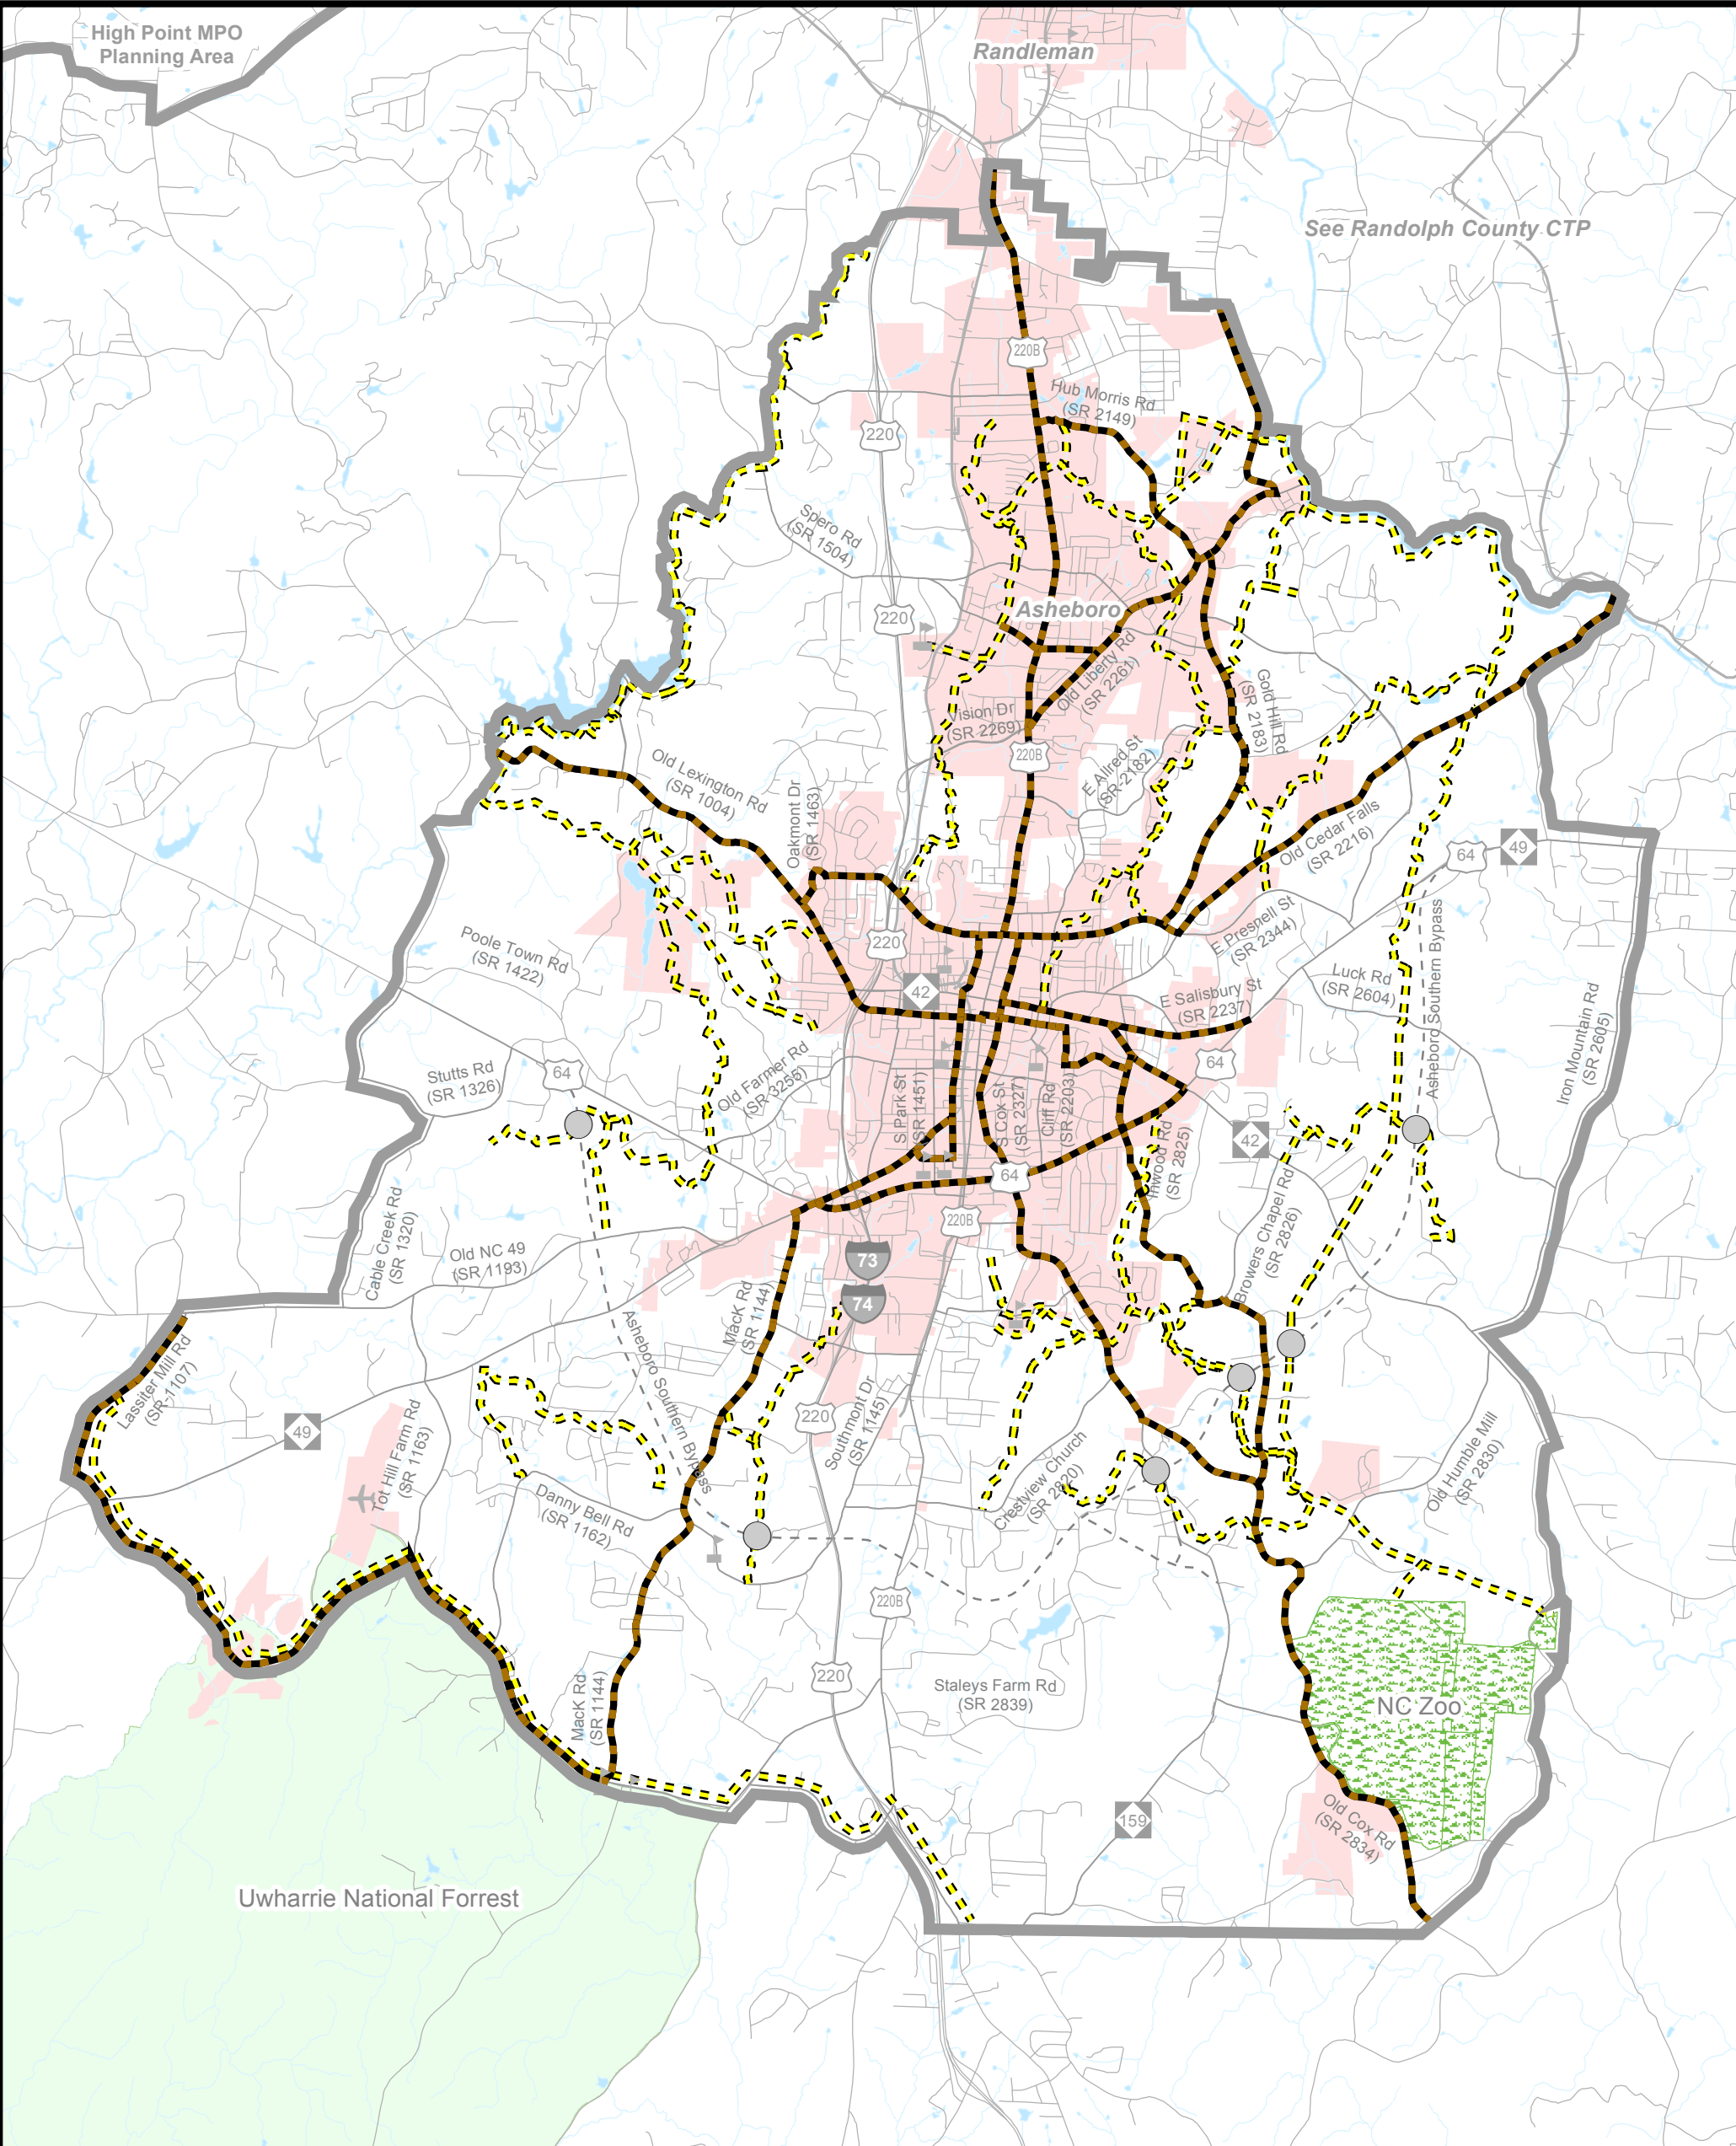 High Point MPO
Planning Area
Randleman
See Randolph County CTP
220B
Hub Morris Rd
(SR 2149)
220
Spero Rd
(SR 1504)
220
Asheboro
Old Liberty Rd
(SR 2261)
Gold Hill Rd
(SR 2183)
Vision Dr
(SR 2269)
220B
E Allred St
(SR 2182)
Old Lexington Rd
(SR 1004)
Oakmont Dr
(SR 1463)
Old Cedar Falls
(SR 2216)
64
49
Poole Town Rd
(SR 1422)
220
E Presnell St
(SR 2344)
Asheboro Southern Bypass
42
Luck Rd
(SR 2604)
E Salisbury St
(SR 2237)
Iron Mountain Rd
(SR 2605)
64
Stutts Rd
(SR 1326)
64
Old Farmer Rd
(SR 3255)
S Park St
(SR 1451)
S Cox St
(SR 2327)
Cliff Rd
(SR 2203)
Inwood Rd
(SR 2825)
42
64
Browers Chapel Rd
(SR 2826)
Cable Creek Rd
(SR 1320)
220B
Old NC 49
(SR 1193)
73
74
Mack Rd
(SR 1144)
Asheboro Southern Bypass
Lassiter Mill Rd
(SR 1107)
49
Tot Hill Farm Rd
(SR 1163)
220
Southmont Dr
(SR 1145)
Crestview Church
(SR 2820)
Old Humble Mill
(SR 2830)
Danny Bell Rd
(SR 1162)
220B
220
Mack Rd
(SR 1144)
Staleys Farm Rd
(SR 2839)
NC Zoo
159
Old Cox Rd
(SR 2834)
Uwharrie National Forrest